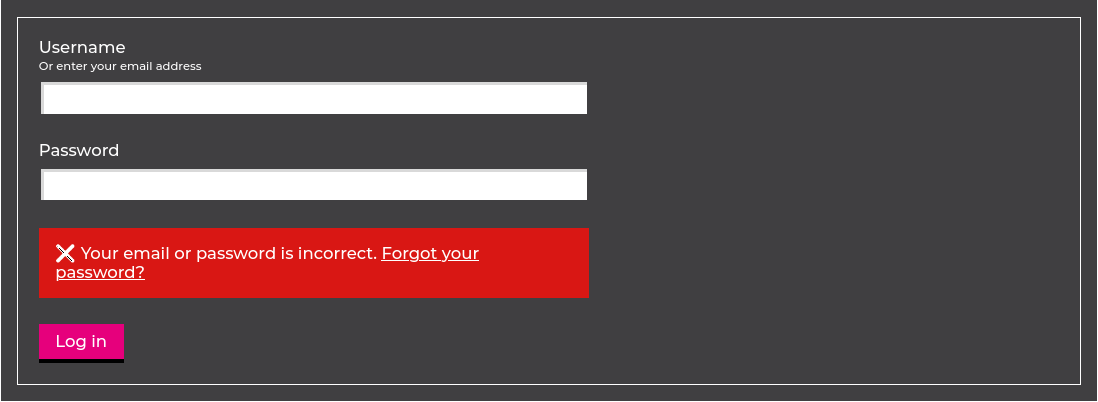 Username
Or enter your email address
Password
Your email or password is incorrect. Forgot your
password?
Log in